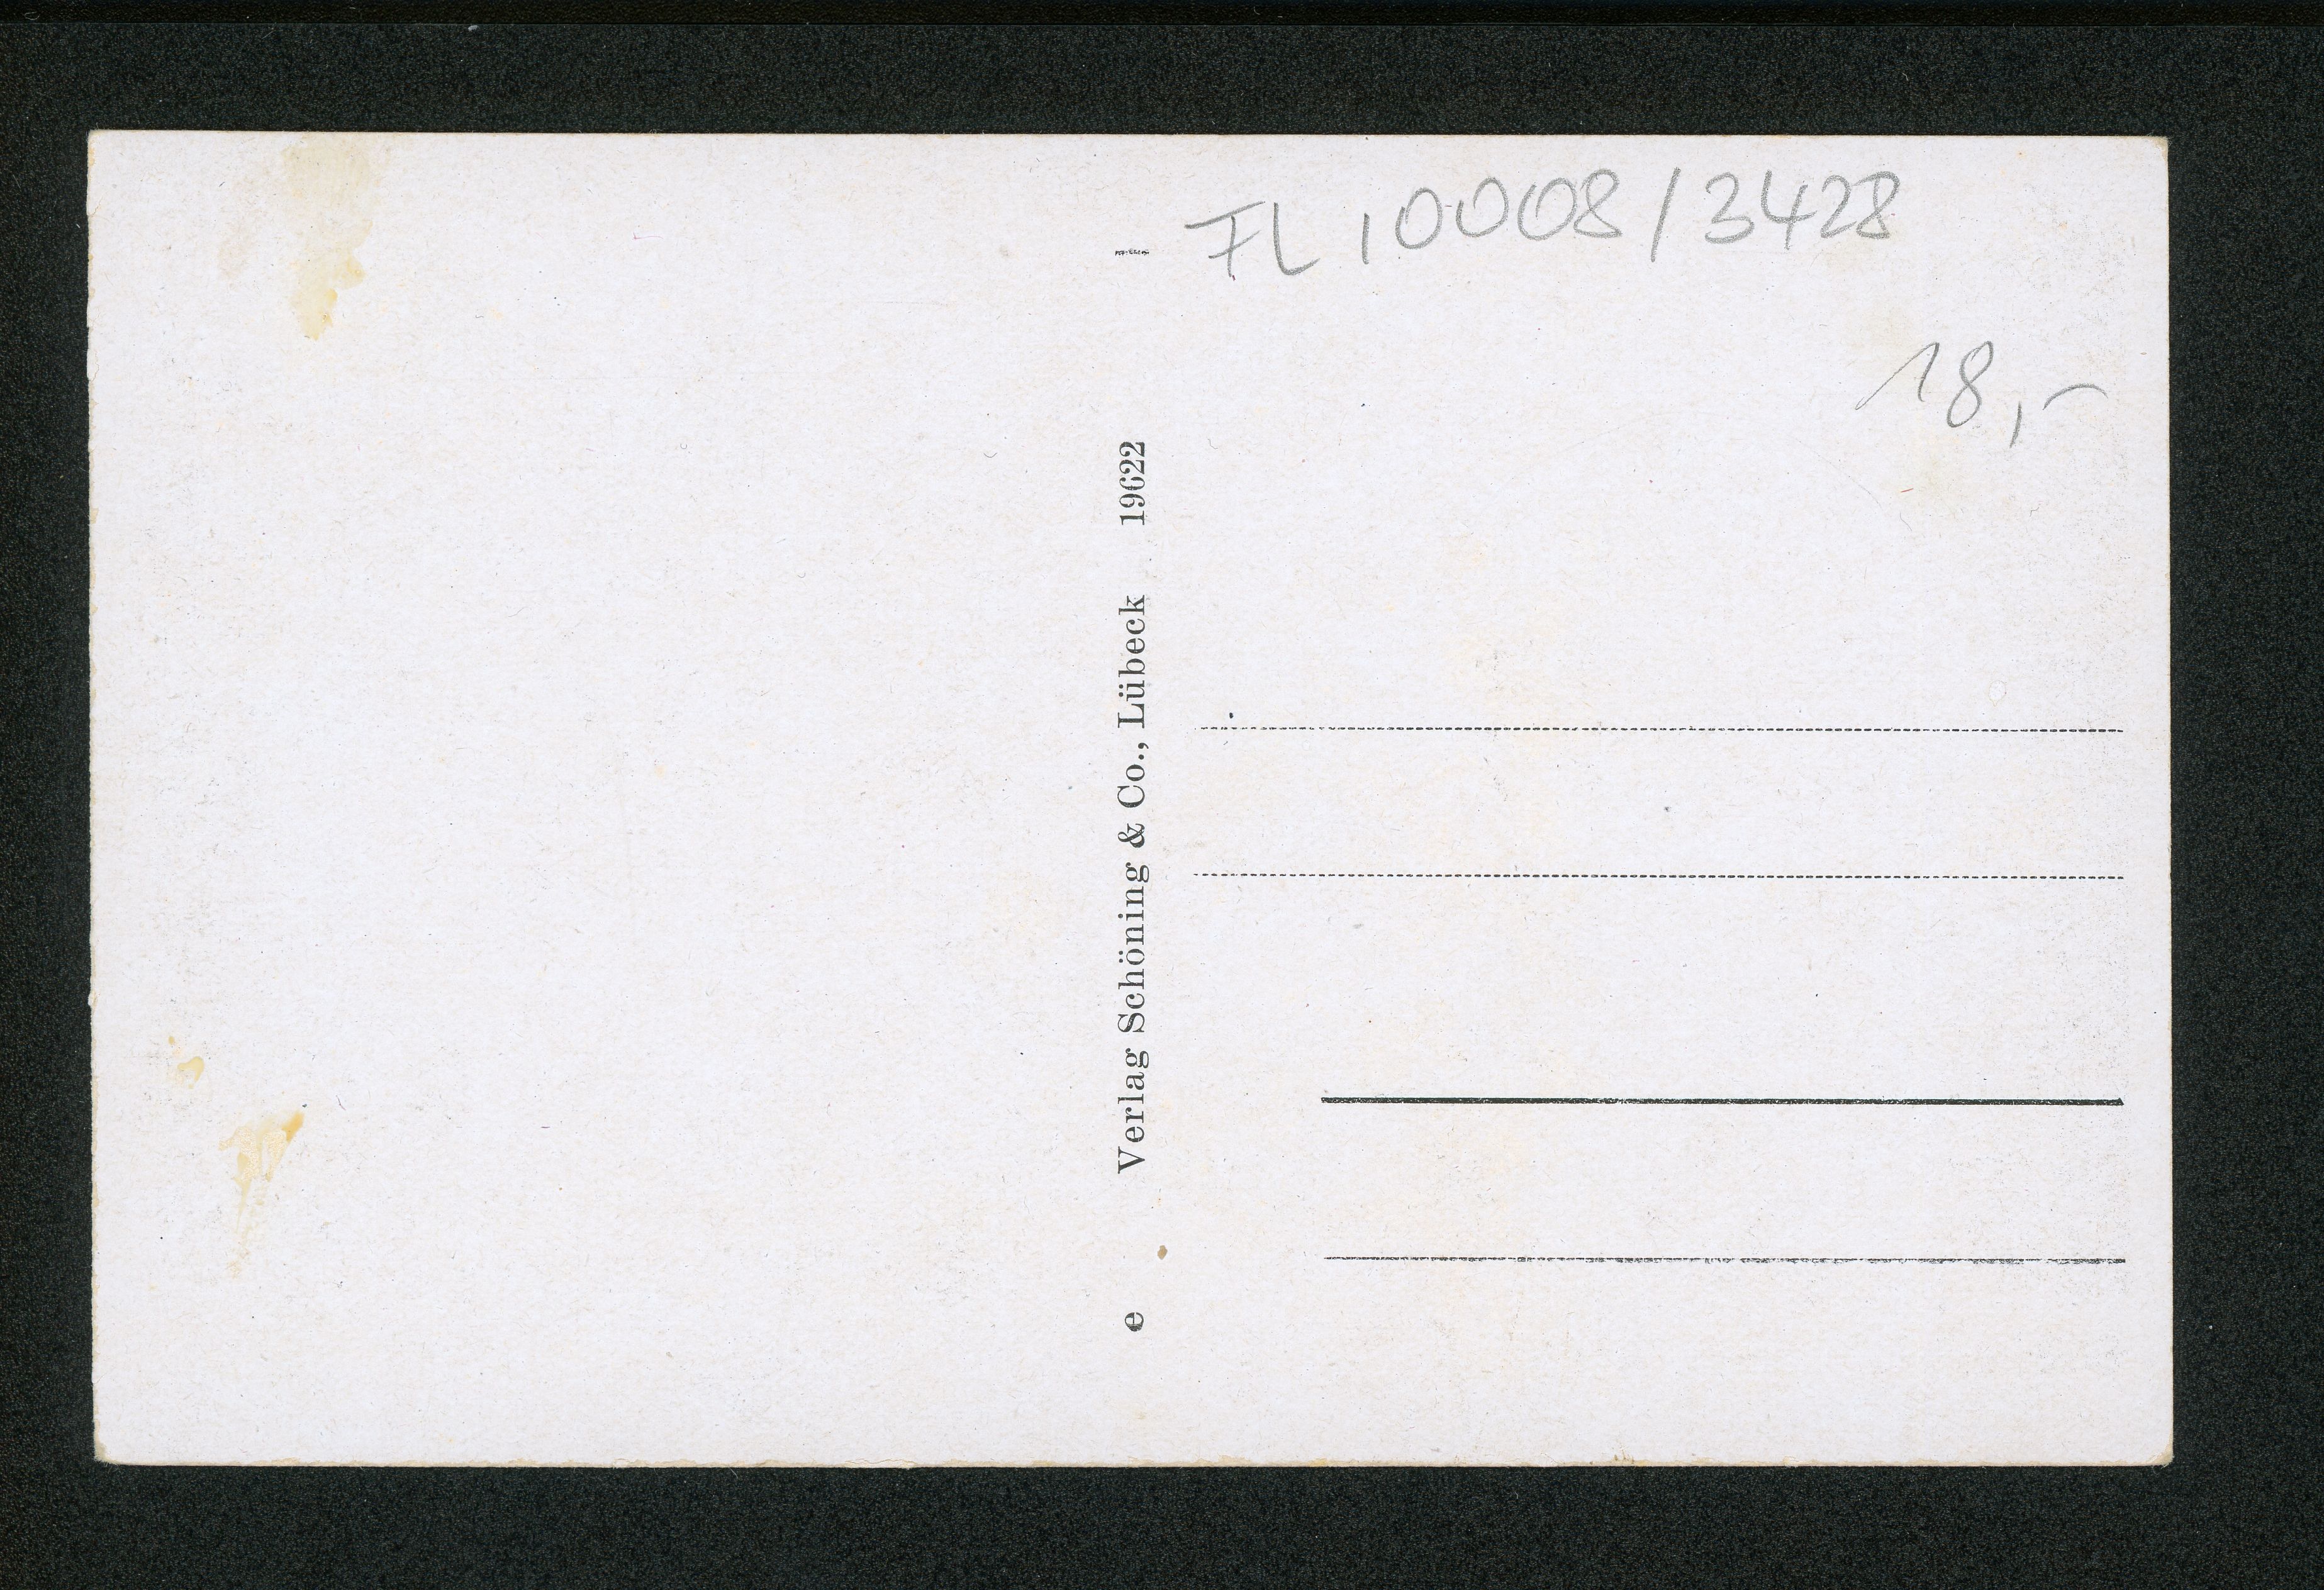 FL 10008/3428
18,-
e Verlag Schöning & Co., Lübeck 19622